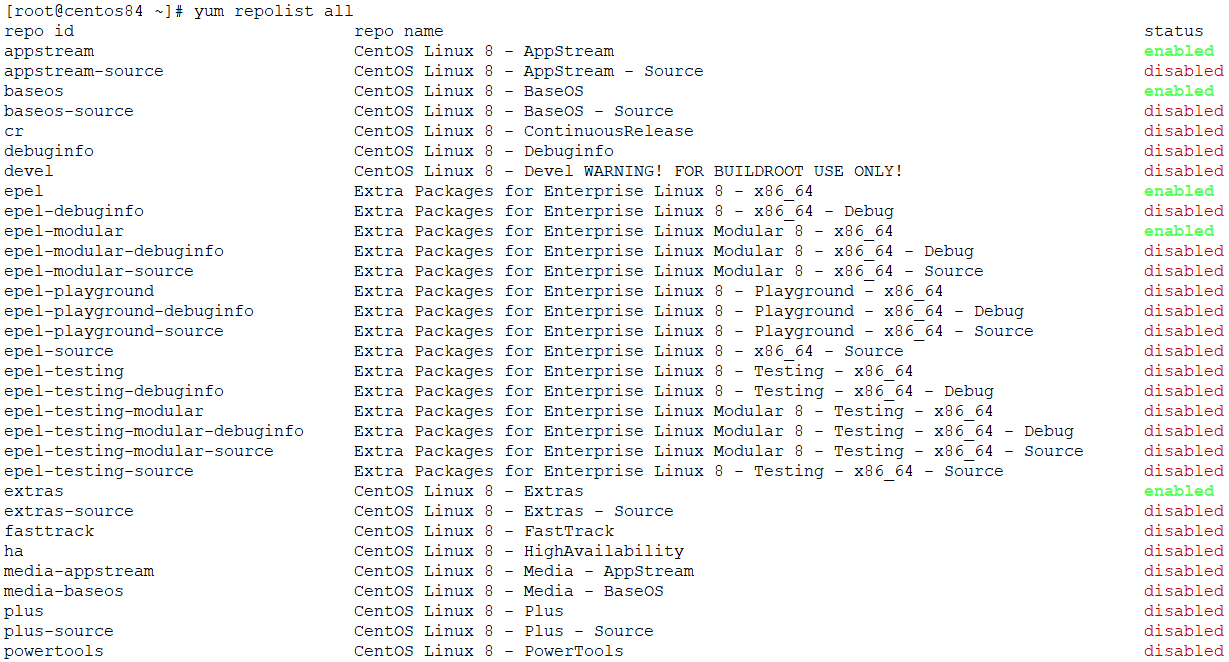 [root@centos84 ~]# yum repolist all
repo id                            repo name                                                                      status
appstream                          CentOS Linux 8 - AppStream                                                     enabled
appstream-source                   CentOS Linux 8 - AppStream - Source                                            disabled
baseos                             CentOS Linux 8 - BaseOS                                                        enabled
baseos-source                      CentOS Linux 8 - BaseOS - Source                                               disabled
cr                                 CentOS Linux 8 - ContinuousRelease                                             disabled
debuginfo                          CentOS Linux 8 - Debuginfo                                                     disabled
devel                              CentOS Linux 8 - Devel WARNING! FOR BUILDROOT USE ONLY!                        disabled
epel                               Extra Packages for Enterprise Linux 8 - x86_64                                 enabled
epel-debuginfo                     Extra Packages for Enterprise Linux 8 - x86_64 - Debug                         disabled
epel-modular                       Extra Packages for Enterprise Linux Modular 8 - x86_64                         enabled
epel-modular-debuginfo             Extra Packages for Enterprise Linux Modular 8 - x86_64 - Debug                 disabled
epel-modular-source                Extra Packages for Enterprise Linux Modular 8 - x86_64 - Source                disabled
epel-playground                    Extra Packages for Enterprise Linux 8 - Playground - x86_64                    disabled
epel-playground-debuginfo          Extra Packages for Enterprise Linux 8 - Playground - x86_64 - Debug            disabled
epel-playground-source             Extra Packages for Enterprise Linux 8 - Playground - x86_64 - Source           disabled
epel-source                        Extra Packages for Enterprise Linux 8 - x86_64 - Source                        disabled
epel-testing                       Extra Packages for Enterprise Linux 8 - Testing - x86_64                       disabled
epel-testing-debuginfo             Extra Packages for Enterprise Linux 8 - Testing - x86_64 - Debug               disabled
epel-testing-modular               Extra Packages for Enterprise Linux Modular 8 - Testing - x86_64               disabled
epel-testing-modular-debuginfo     Extra Packages for Enterprise Linux Modular 8 - Testing - x86_64 - Debug       disabled
epel-testing-modular-source        Extra Packages for Enterprise Linux Modular 8 - Testing - x86_64 - Source      disabled
epel-testing-source                Extra Packages for Enterprise Linux 8 - Testing - x86_64 - Source              disabled
extras                             CentOS Linux 8 - Extras                                                        enabled
extras-source                      CentOS Linux 8 - Extras - Source                                               disabled
fasttrack                          CentOS Linux 8 - FastTrack                                                     disabled
ha                                 CentOS Linux 8 - HighAvailability                                              disabled
media-appstream                    CentOS Linux 8 - Media - AppStream                                             disabled
media-baseos                       CentOS Linux 8 - Media - BaseOS                                                disabled
plus                               CentOS Linux 8 - Plus                                                          disabled
plus-source                        CentOS Linux 8 - Plus - Source                                                 disabled
powertools                         CentOS Linux 8 - PowerTools                                                    disabled